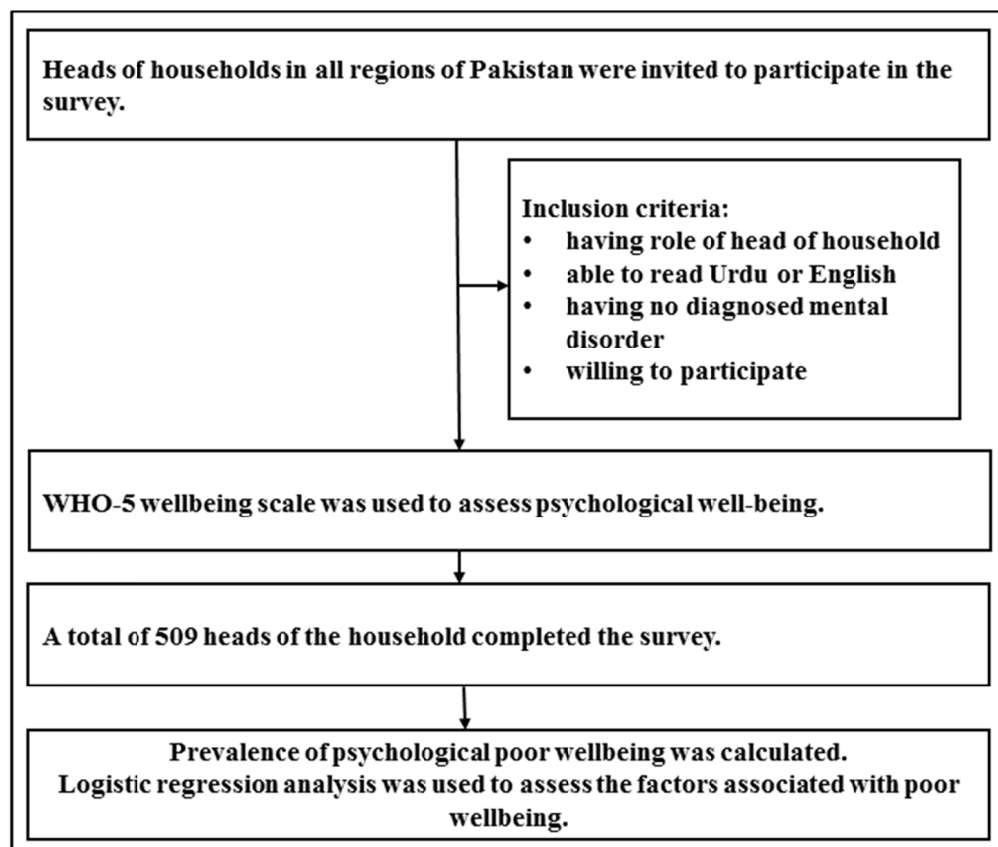 Heads of households in all regions of Pakistan were invited to participate in the
survey.
Inclusion criteria:
• having role of head of household
• able to read Urdu or English
• having no diagnosed mental
disorder
• willing to participate
WHO-5 wellbeing scale was used to assess psychological well-being.
A total of 509 heads of the household completed the survey.
Prevalence of psychological poor wellbeing was calculated.
Logistic regression analysis was used to assess the factors associated with poor
wellbeing.